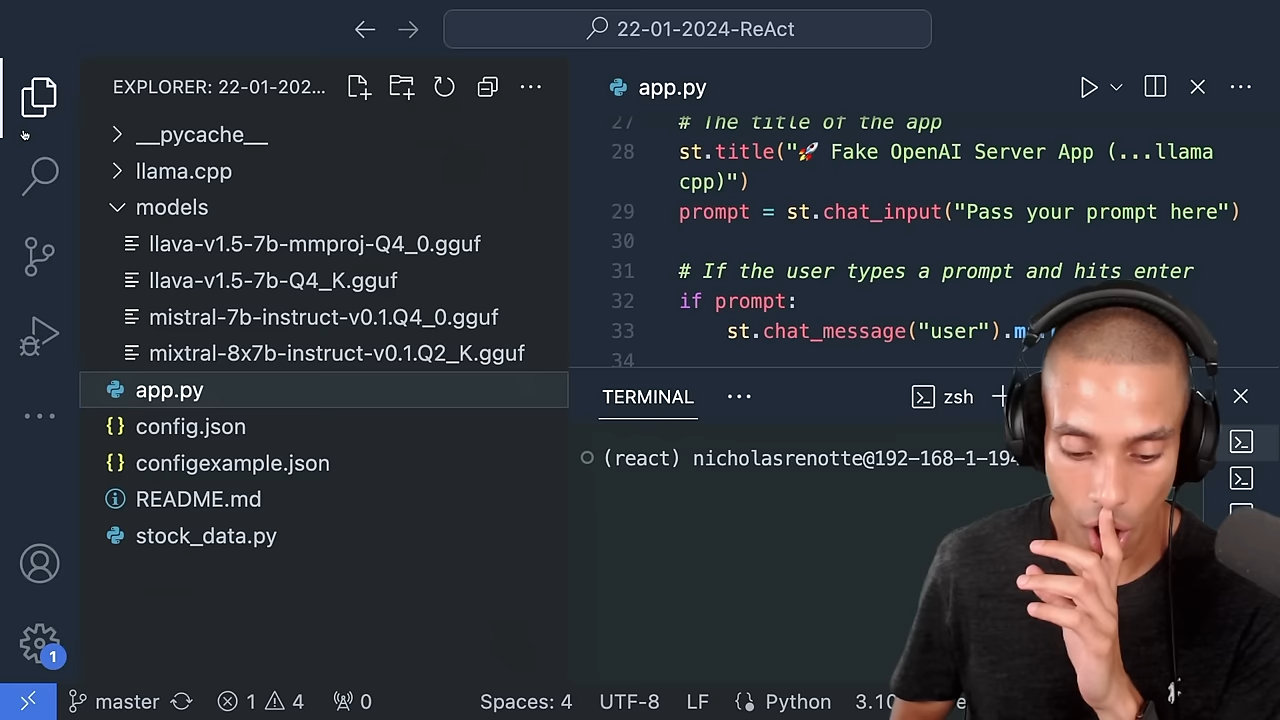 22-01-2024-ReAct
EXPLORER: 22-01-202...
__pycache__
llama.cpp
models
llava-v1.5-7b-mmproj-Q4_0.gguf
llava-v1.5-7b-Q4_K.gguf
mistral-7b-instruct-v0.1.Q4_0.gguf
mixtral-8x7b-instruct-v0.1.Q2_K.gguf
app.py
config.json
configexample.json
README.md
stock_data.py
app.py
27 # The title of the app
28 st.title("🚀 Fake OpenAI Server App (...llama
cpp)")
29 prompt = st.chat_input("Pass your prompt here")
30
31 # If the user types a prompt and hits enter
32 if prompt:
33 st.chat_message("user").m
34
TERMINAL
zsh
(react) nicholasrenotte@192-168-1-194
1
master 1 4 0 Spaces: 4 UTF-8 LF Python 3.10